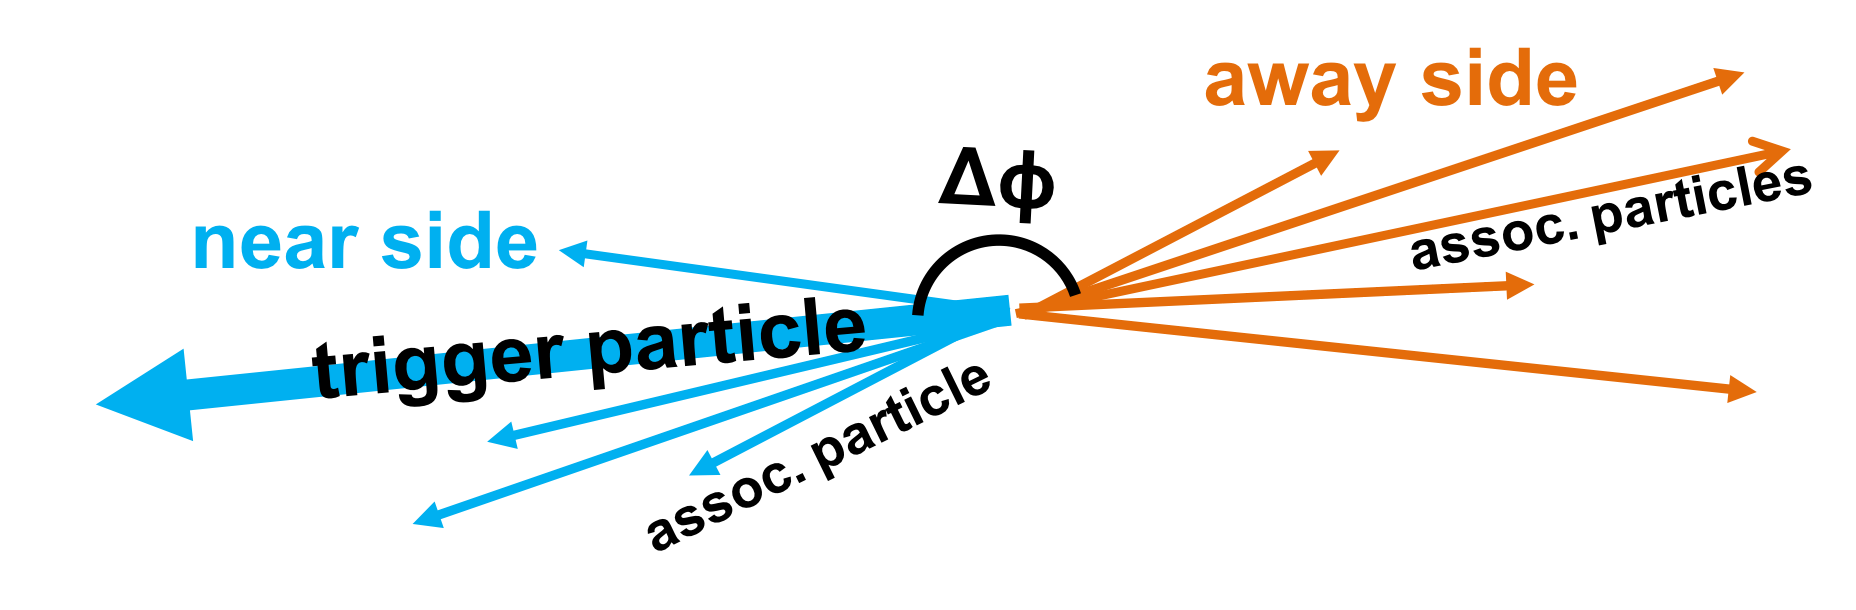 away side
Δϕ
assoc. particles
near side
trigger particle
assoc. particle